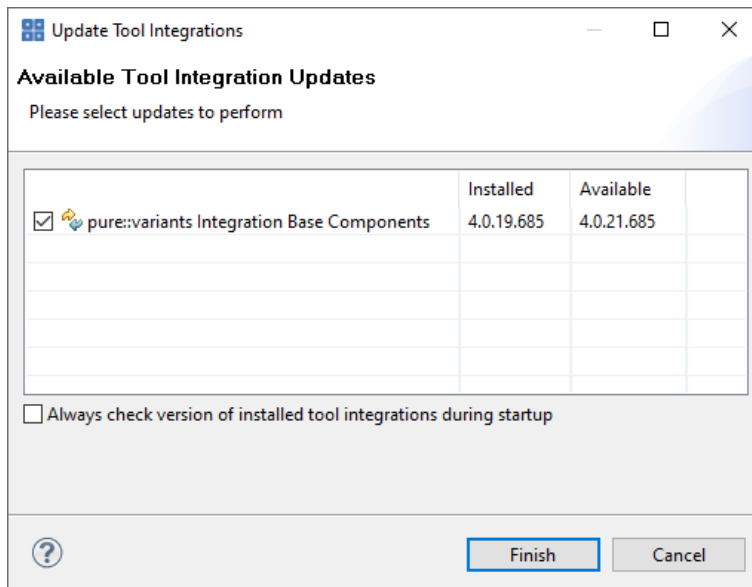 Update Tool Integrations
Available Tool Integration Updates
Please select updates to perform
Installed Available
pure::variants Integration Base Components 4.0.19.685 4.0.21.685
Always check version of installed tool integrations during startup
? Finish Cancel